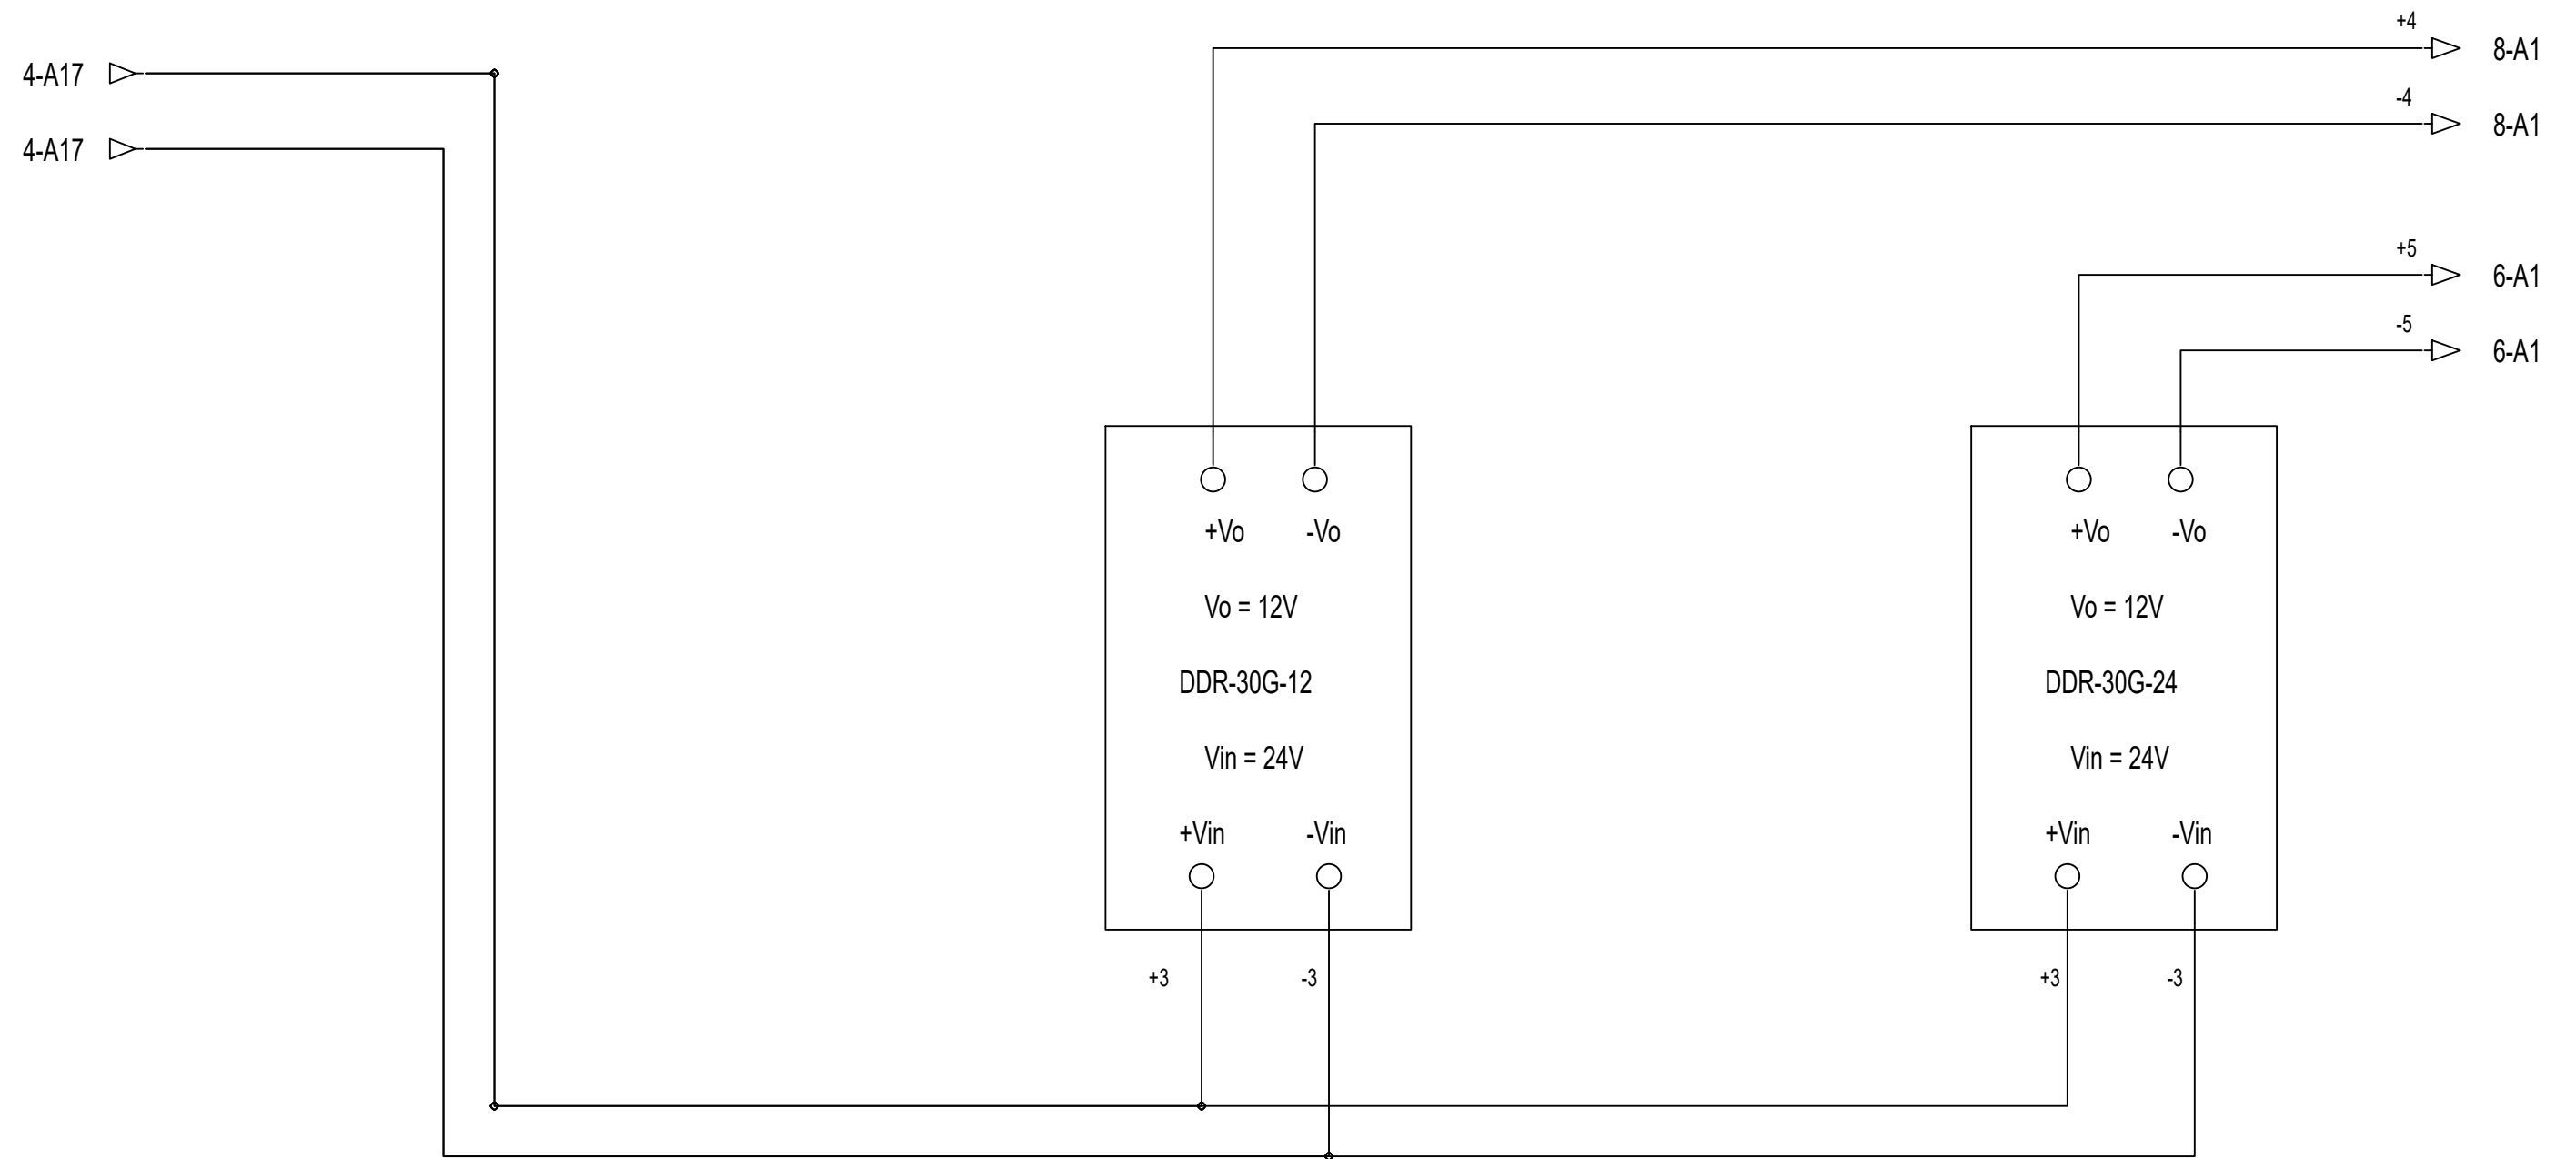 +4
4-A17
8-A1
-4
4-A17
8-A1
+5
6-A1
-5
6-A1
+Vo -Vo
Vo = 12V
DDR-30G-12
Vin = 24V
+Vin -Vin
+3 -3
+Vo -Vo
Vo = 12V
DDR-30G-24
Vin = 24V
+Vin -Vin
+3 -3